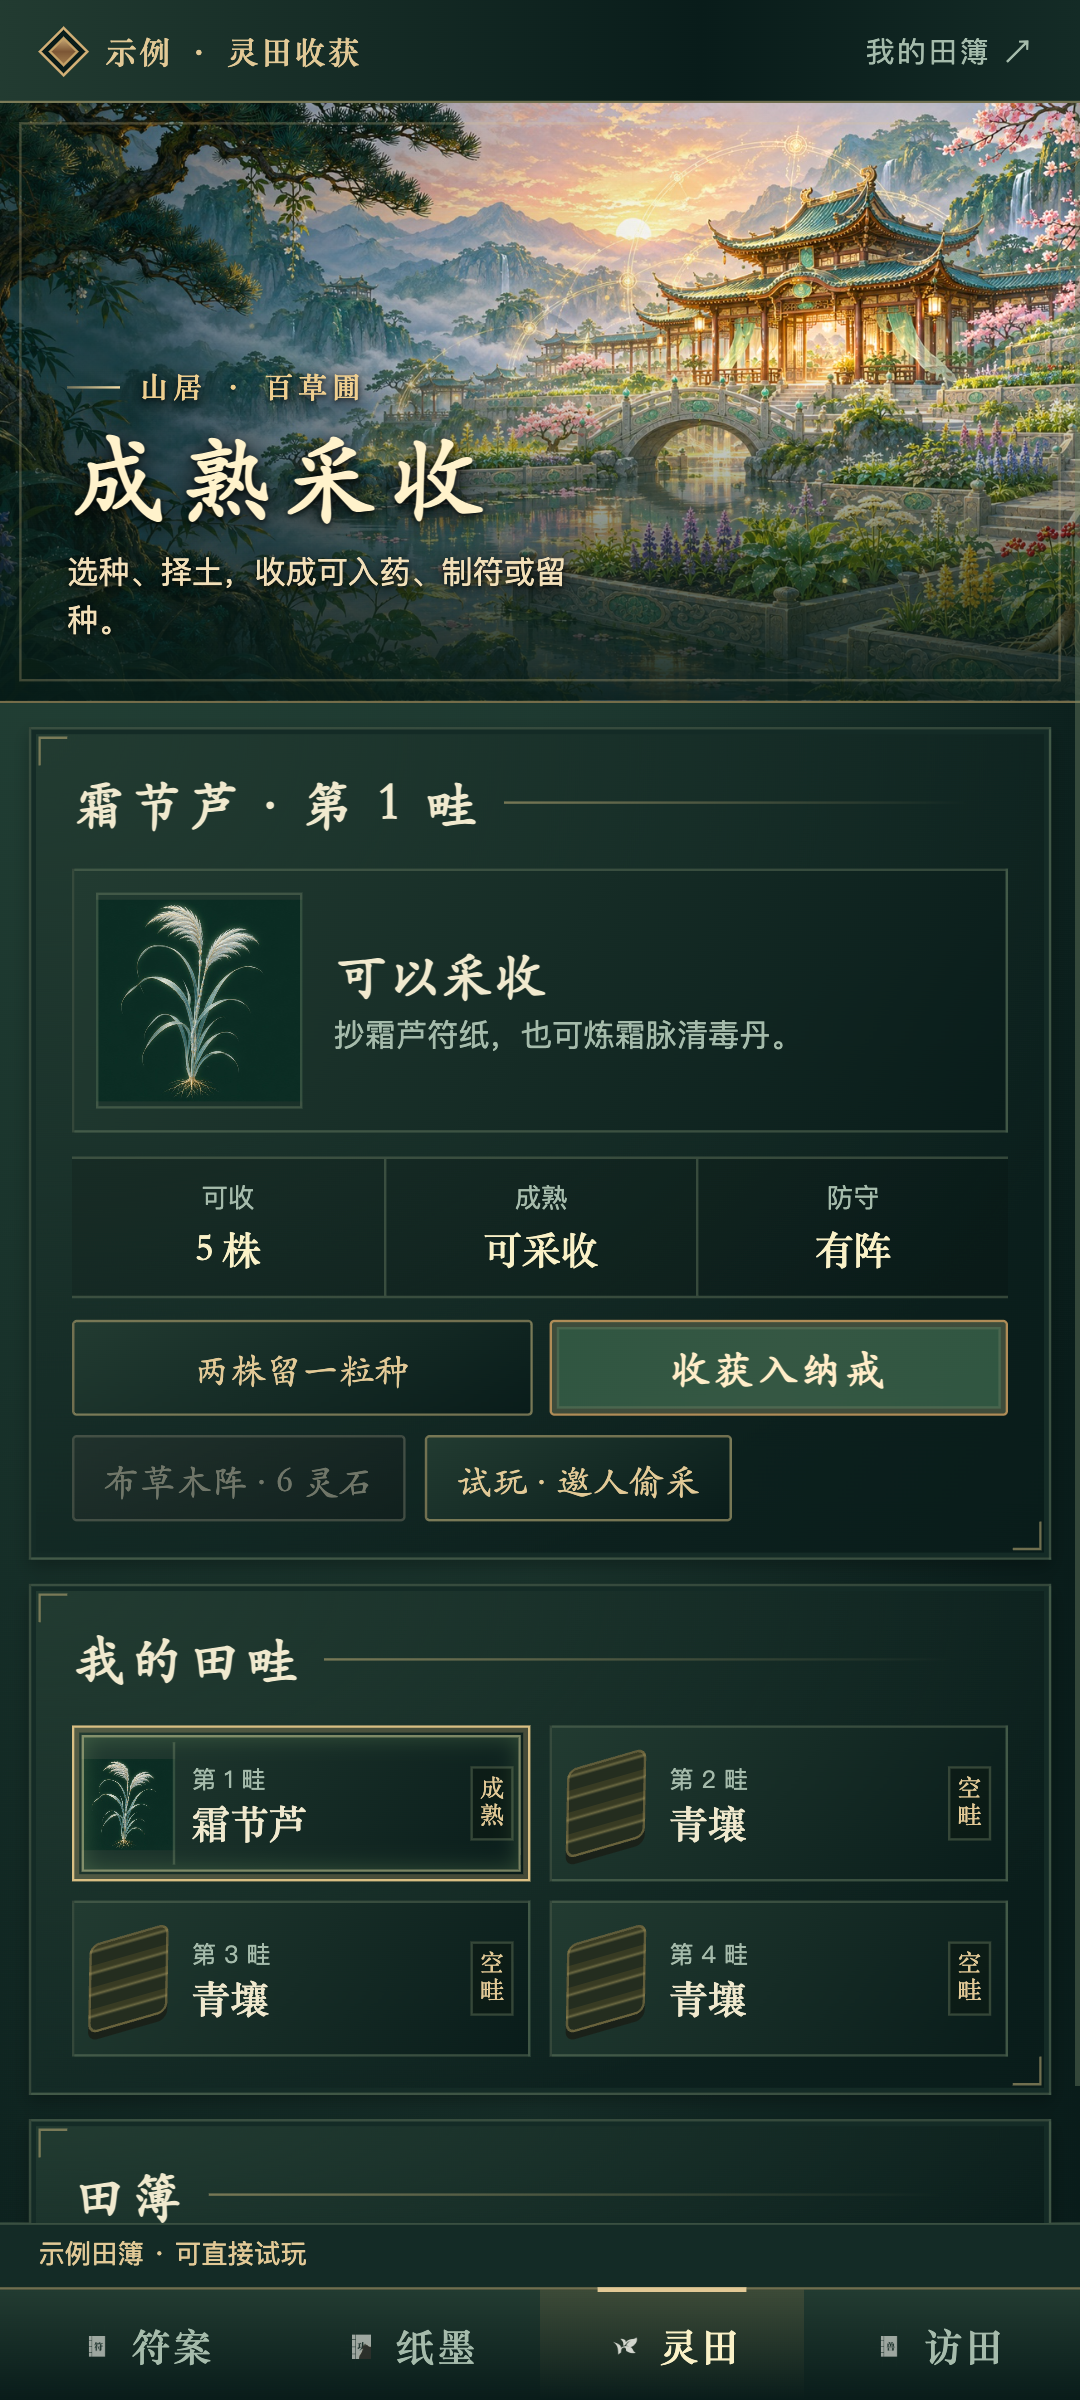 示例 · 灵田收获
我的田簿 ↗
山居 · 百草圃
成熟采收
选种、择土，收成可入药、制符或留
种。
霜节芦 · 第 1 畦
可以采收
抄霜芦符纸，也可炼霜脉清毒丹。
可收
5 株
成熟
可采收
防守
有阵
两株留一粒种
收获入纳戒
布草木阵 · 6 灵石
试玩 · 邀人偷采
我的田畦
第 1 畦
霜节芦
成熟
第 2 畦
青壤
空畦
第 3 畦
青壤
空畦
第 4 畦
青壤
空畦
田簿
示例田簿 · 可直接试玩
符案
纸墨
灵田
访田